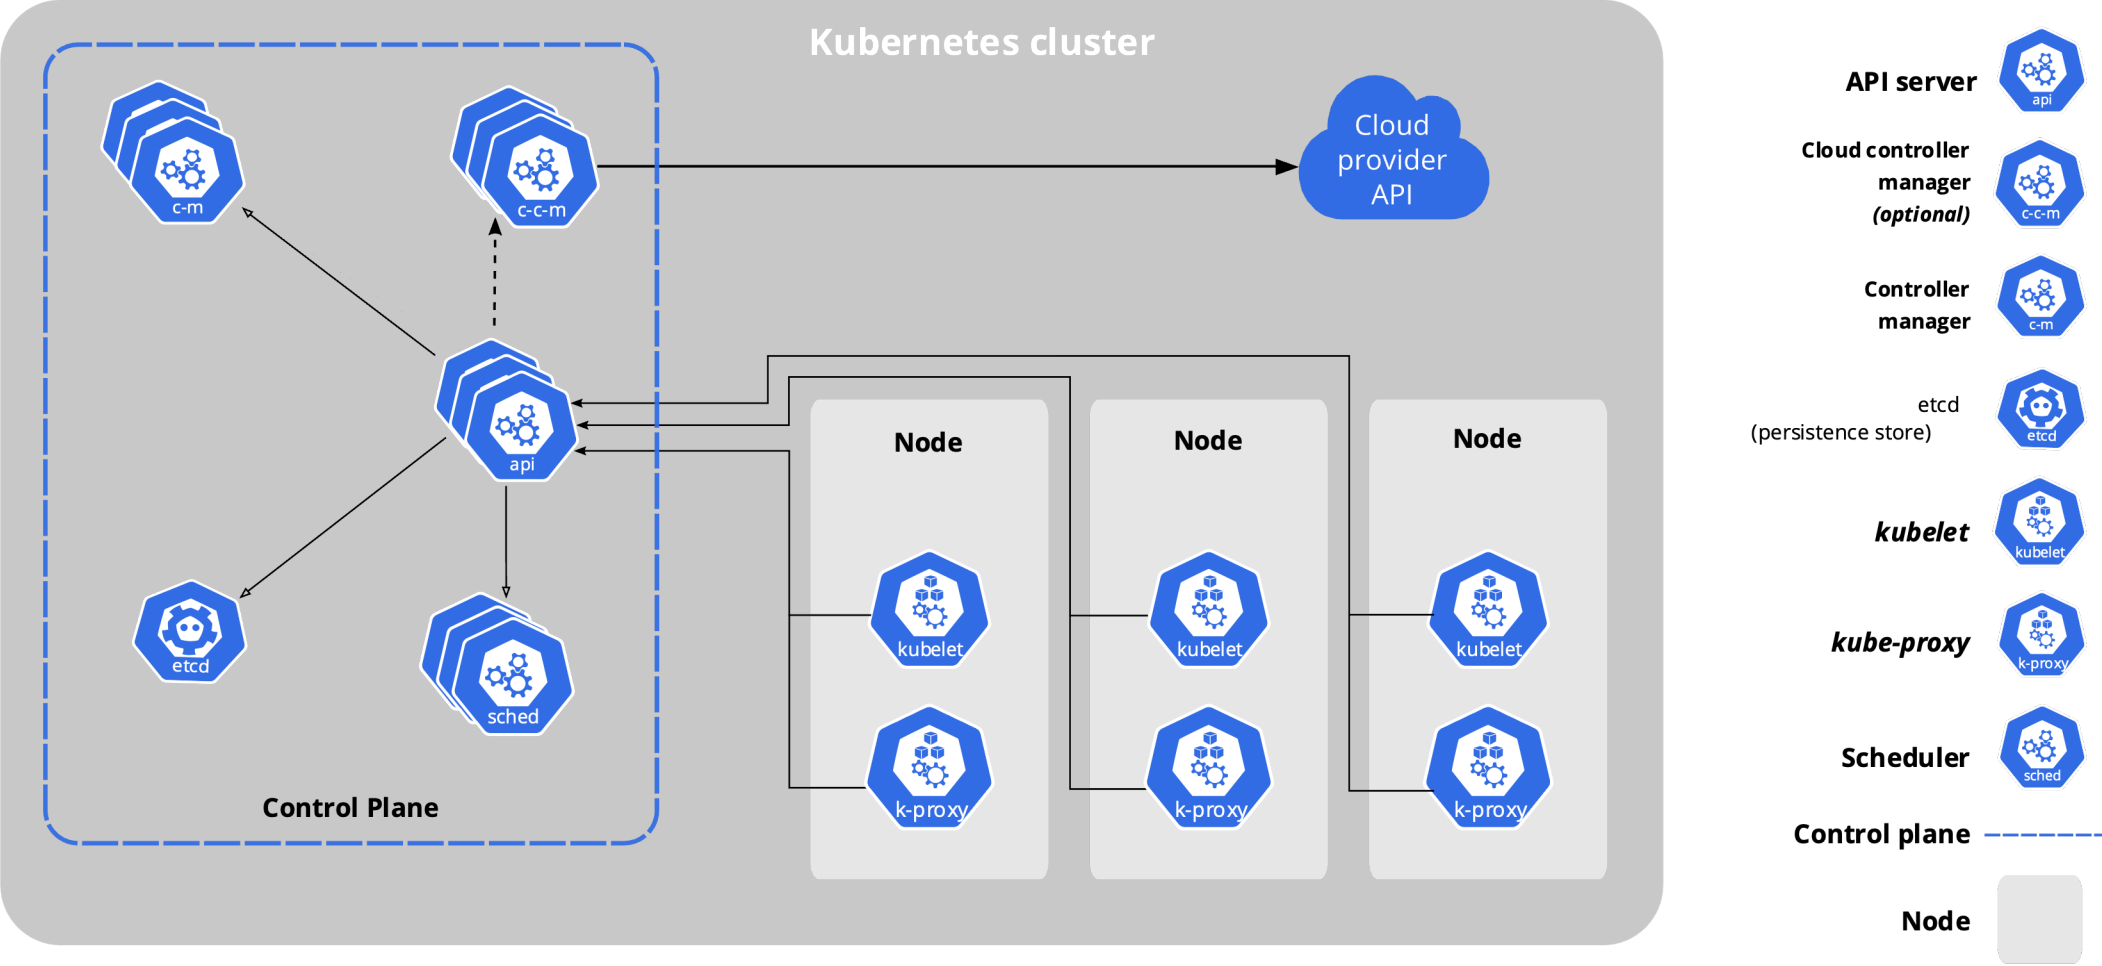 Kubernetes cluster
c-m
c-c-m
Cloud
provider
API
api
etcd
sched
Control Plane
Node
kubelet
k-proxy
Node
kubelet
k-proxy
Node
kubelet
k-proxy
API server
api
Cloud controller
manager
(optional)
c-c-m
Controller
manager
c-m
etcd
(persistence store)
etcd
kubelet
kubelet
kube-proxy
k-proxy
Scheduler
sched
Control plane
Node